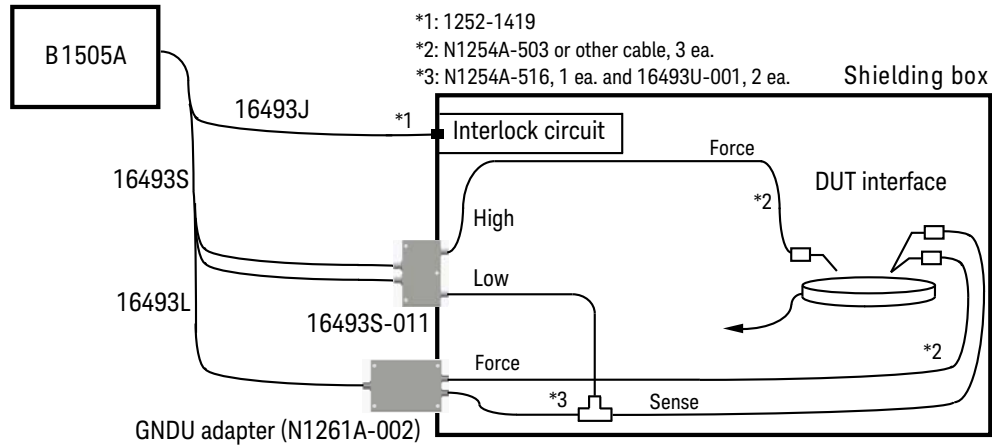 *1: 1252-1419
*2: N1254A-503 or other cable, 3 ea.
*3: N1254A-516, 1 ea. and 16493U-001, 2 ea.
B1505A
Shielding box
16493J
*1
Interlock circuit
Force
DUT interface
16493S
*2
High
Low
16493L
16493S-011
*2
Force
*3
Sense
GNDU adapter (N1261A-002)